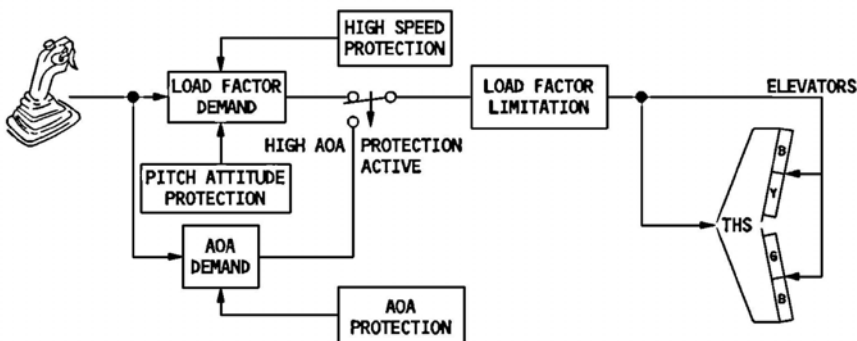 HIGH SPEED
PROTECTION
LOAD FACTOR
DEMAND
LOAD FACTOR
LIMITATION
ELEVATORS
HIGH AOA
PROTECTION
ACTIVE
PITCH ATTITUDE
PROTECTION
B
Y
THS
AOA
DEMAND
G
B
AOA
PROTECTION